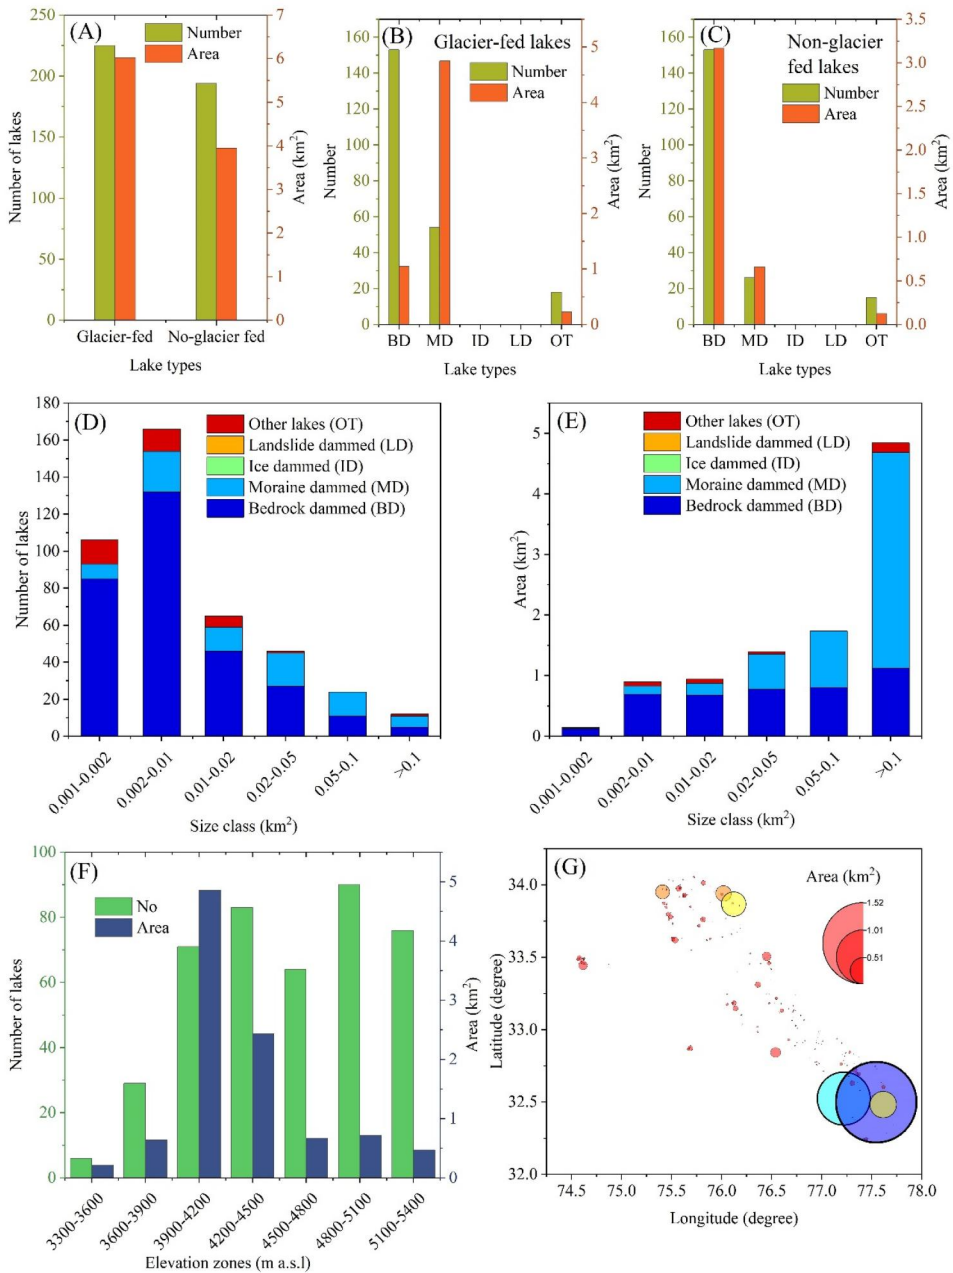 (A)
Number
Area
250
200
150
100
50
0
Number of lakes
7
6
5
4
3
2
1
0
Area (km²)
Glacier-fed
No-glacier fed
Lake types
(B)
Glacier-fed lakes
Number
Area
160
140
120
100
80
60
40
20
0
Number
5
4
3
2
1
0
Area (km²)
BD
MD
ID
LD
OT
Lake types
(C)
Non-glacier
fed lakes
Number
Area
160
140
120
100
80
60
40
20
0
Number
3.5
3.0
2.5
2.0
1.5
1.0
0.5
0.0
Area (km²)
BD
MD
ID
LD
OT
Lake types
(D)
Other lakes (OT)
Landslide dammed (LD)
Ice dammed (ID)
Moraine dammed (MD)
Bedrock dammed (BD)
180
160
140
120
100
80
60
40
20
0
Number of lakes
0.001-0.002
0.002-0.01
0.01-0.02
0.02-0.05
0.05-0.1
>0.1
Size class (km²)
(E)
Other lakes (OT)
Landslide dammed (LD)
Ice dammed (ID)
Moraine dammed (MD)
Bedrock dammed (BD)
5
4
3
2
1
0
Area (km²)
0.001-0.002
0.002-0.01
0.01-0.02
0.02-0.05
0.05-0.1
>0.1
Size class (km²)
(F)
No
Area
100
80
60
40
20
0
Number of lakes
5
4
3
2
1
0
Area (km²)
3300-3600
3600-3900
3900-4200
4200-4500
4500-4800
4800-5100
5100-5400
Elevation zones (m a.s.l)
(G)
Area (km²)
1.52
1.01
0.51
34.0
33.5
33.0
32.5
32.0
Latitude (degree)
74.5
75.0
75.5
76.0
76.5
77.0
77.5
78.0
Longitude (degree)